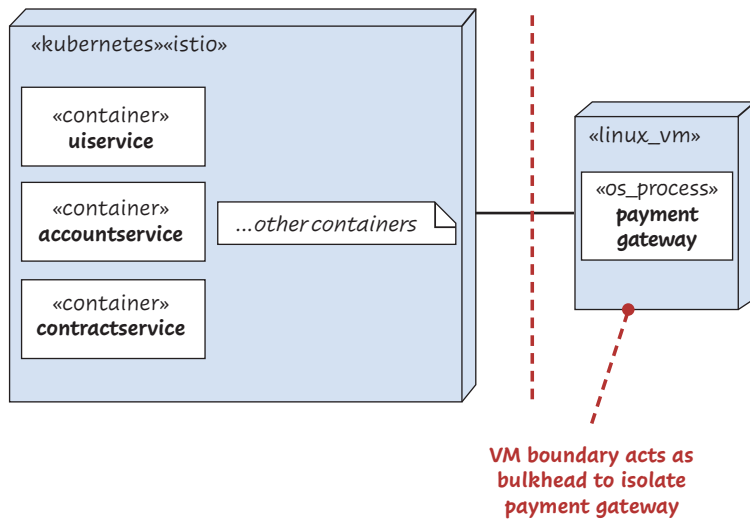 «kubernetes»«istio»
«container»
uiservice
«container»
accountservice
...other containers
«container»
contractservice
«linux_vm»
«os_process»
payment
gateway
VM boundary acts as
bulkhead to isolate
payment gateway